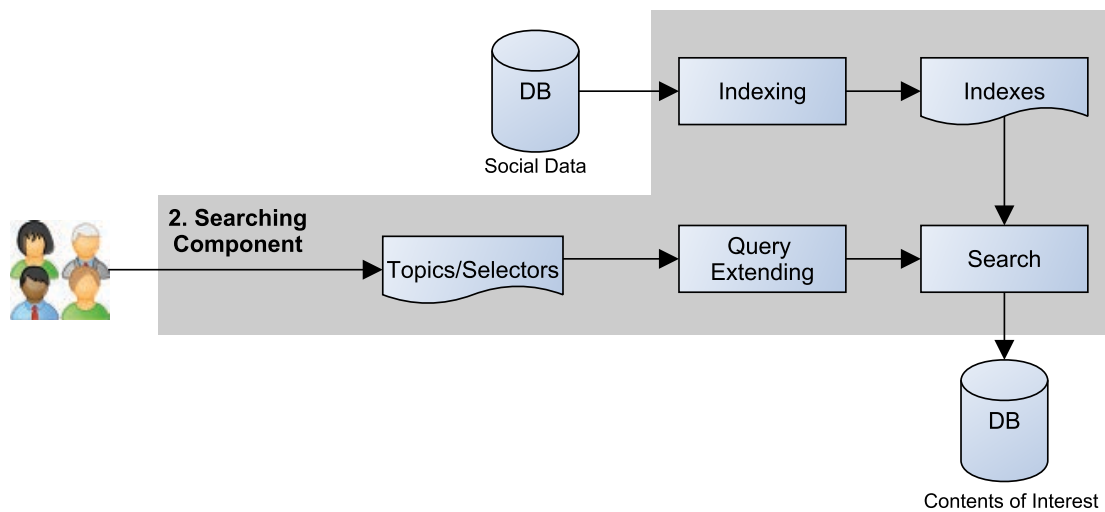 DB
Indexing
Indexes
Social Data
2. Searching
Component
Topics/Selectors
Query
Extending
Search
DB
Contents of Interest